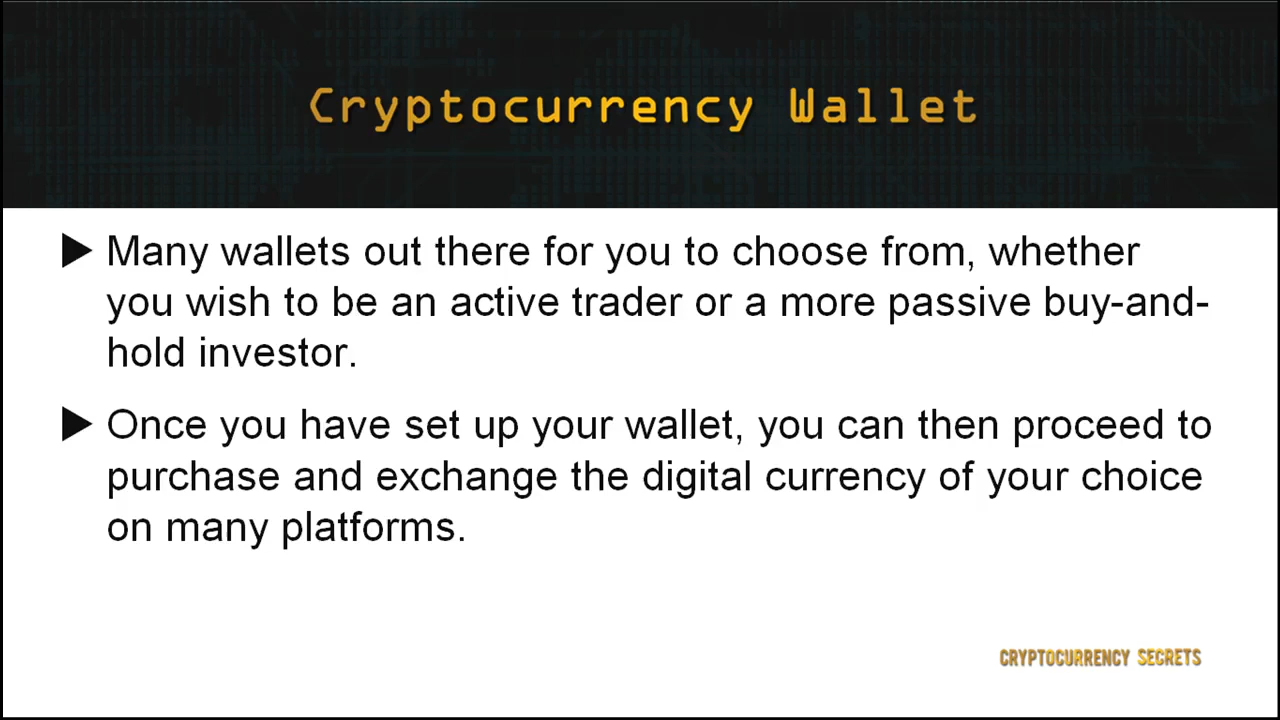 Cryptocurrency Wallet
▶ Many wallets out there for you to choose from, whether
you wish to be an active trader or a more passive buy-and-
hold investor.
▶ Once you have set up your wallet, you can then proceed to
purchase and exchange the digital currency of your choice
on many platforms.
CRYPTOCURRENCY SECRETS